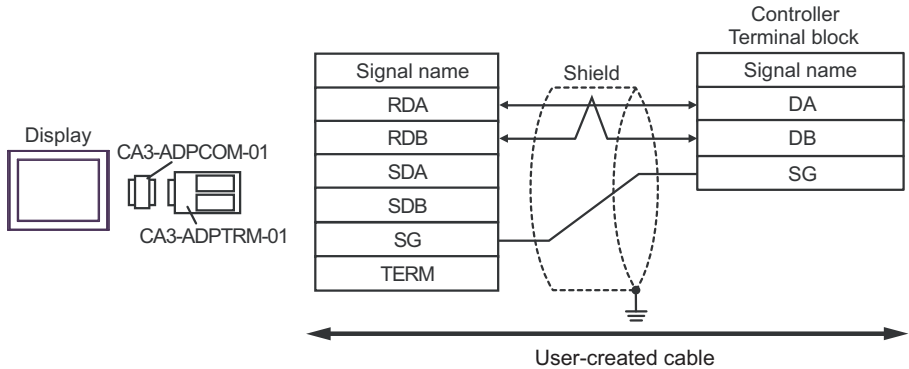 Controller
Terminal block
Signal name
Shield
Signal name
RDA
DA
Display
RDB
DB
CA3-ADPCOM-01
SDA
SG
SDB
CA3-ADPTRM-01
SG
TERM
User-created cable